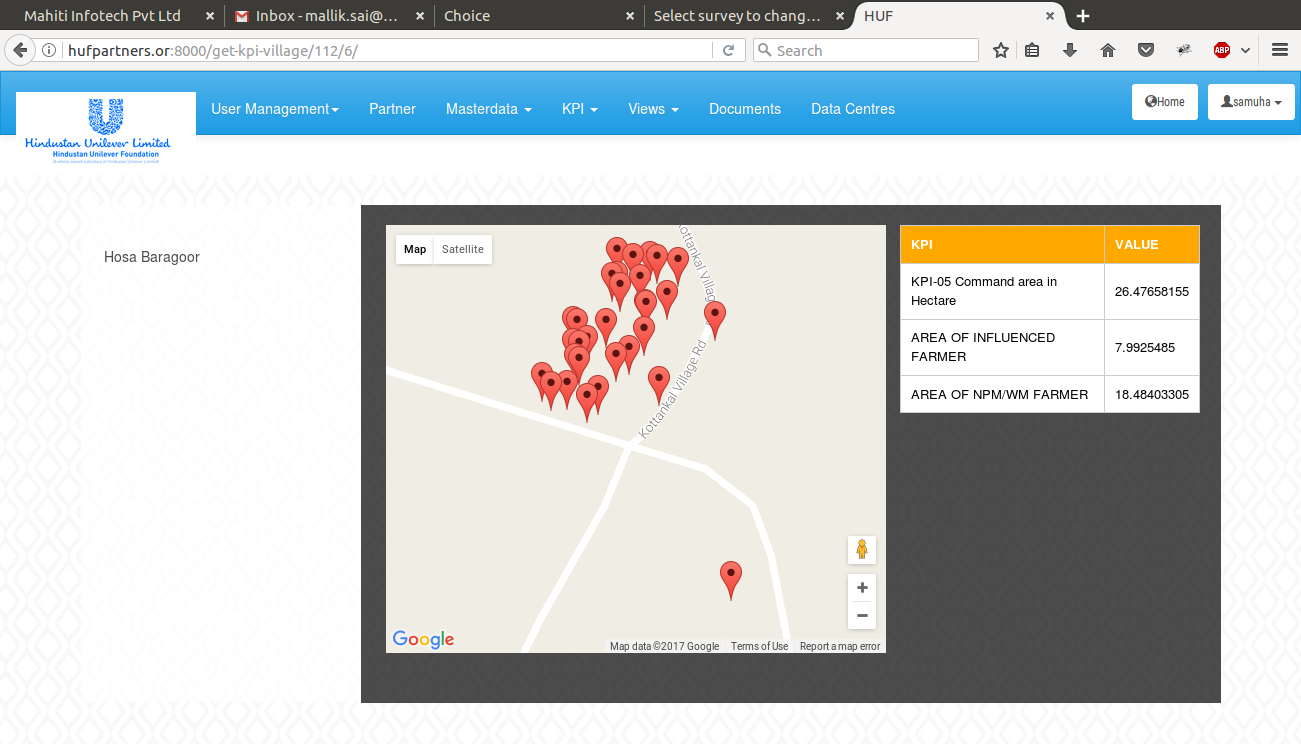 Mahiti Infotech Pvt Ltd
Inbox - mallik.sai@...
Choice
Select survey to chang...
HUF
hufpartners.or:8000/get-kpi-village/112/6/
Search
ABP
Hindustan Unilever Limited
Hindustan Unilever Foundation
User Management
Partner
Masterdata
KPI
Views
Documents
Data Centres
Home
samuha
Hosa Baragoor
Map
Satellite
Kottankal Village Rd
Google
Map data ©2017 Google
Terms of Use
Report a map error
KPI VALUE
KPI-05 Command area in
Hectare
26.47658155
AREA OF INFLUENCED
FARMER
7.9925485
AREA OF NPM/WM FARMER 18.48403305